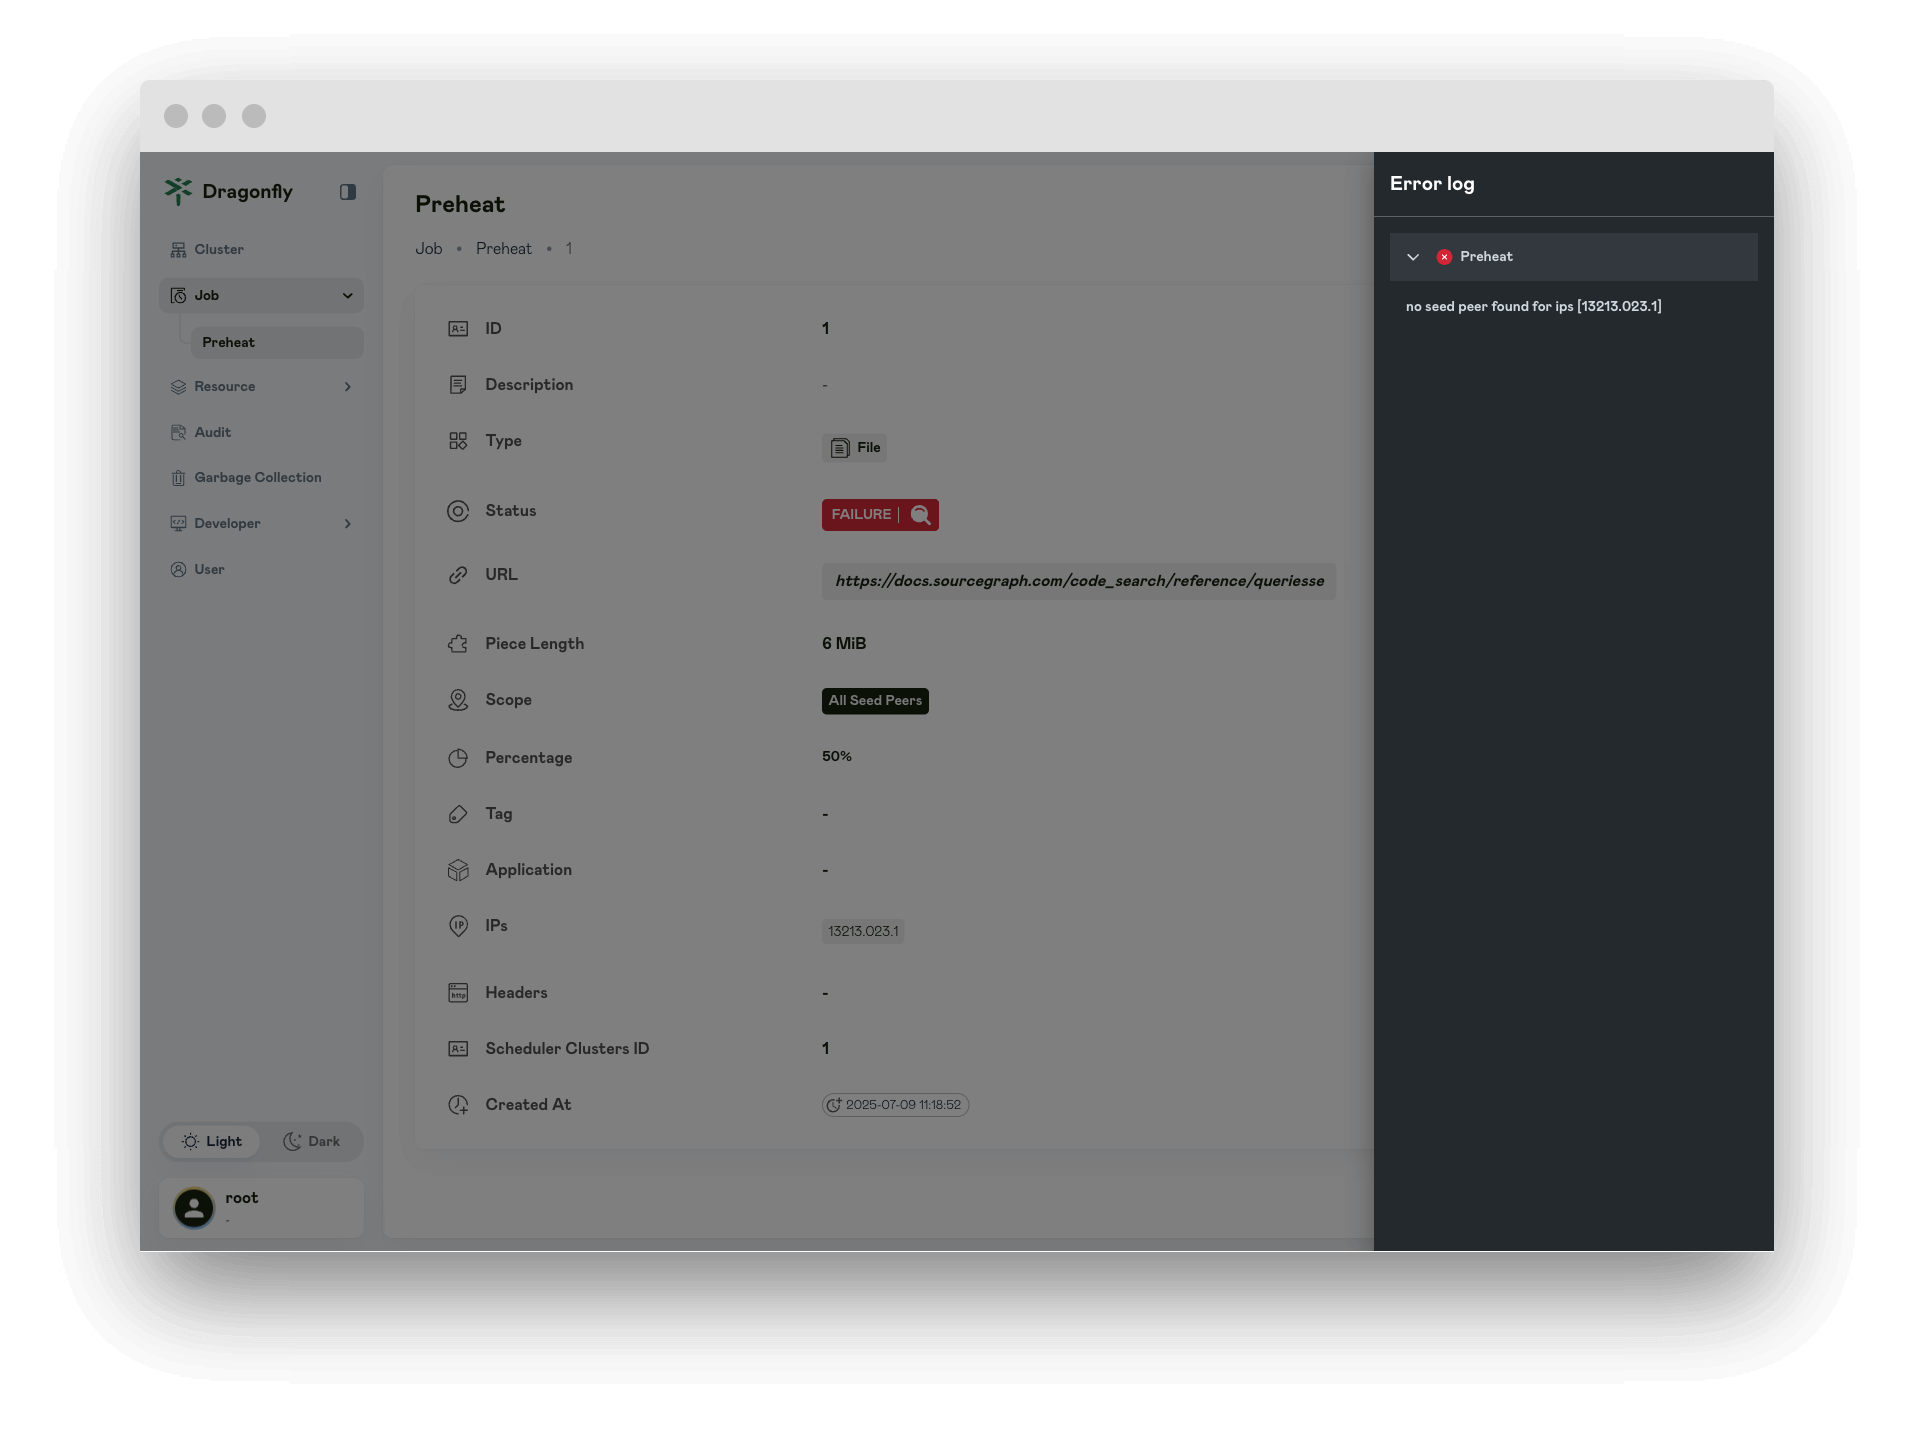 Dragonfly
Cluster
Job
Preheat
Resource
Audit
Garbage Collection
Developer
User
Light
Dark
root
-
Preheat
Job • Preheat • 1
ID 1
Description -
Type File
Status FAILURE |
URL https://docs.sourcegraph.com/code_search/reference/queriesse
Piece Length 6 MiB
Scope All Seed Peers
Percentage 50%
Tag -
Application -
IP
IPs 13213.023.1
http
Headers -
Scheduler Clusters ID 1
Created At 2025-07-09 11:18:52
Error log
Preheat
no seed peer found for ips [13213.023.1]